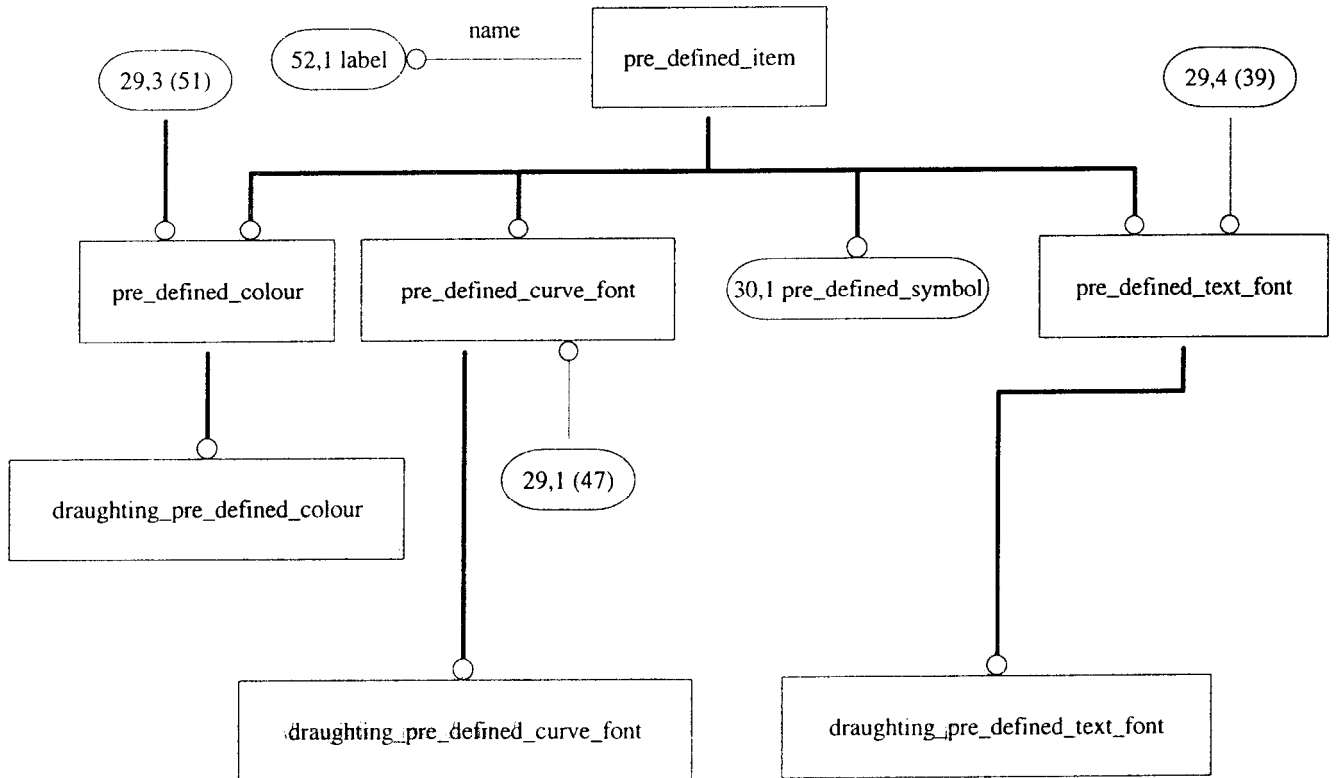 name
52,1 label
pre_defined_item
29,3 (51)
29,4 (39)
pre_defined_colour
pre_defined_curve_font
30,1 pre_defined_symbol
pre_defined_text_font
29,1 (47)
draughting_pre_defined_colour
draughting_pre_defined_curve_font
draughting_pre_defined_text_font